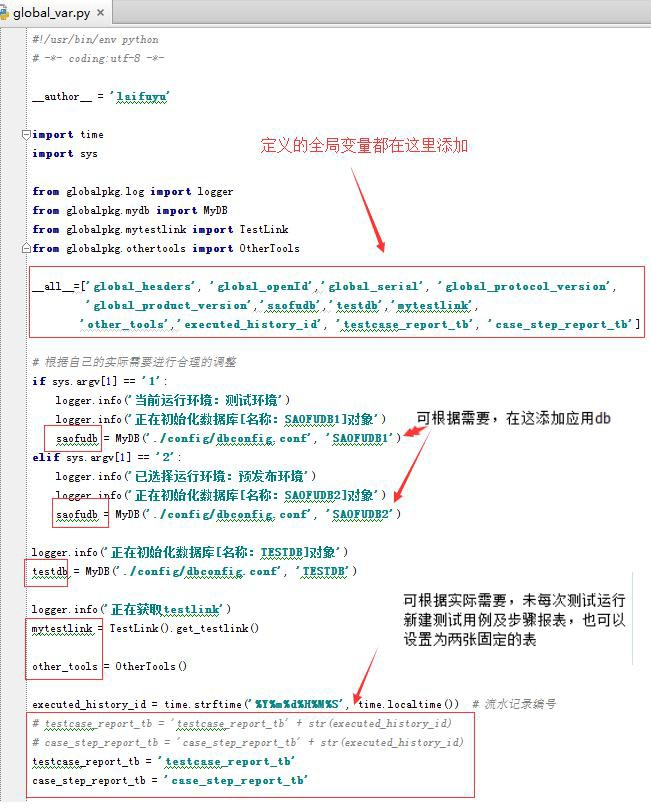 global_var.py ×
#!/usr/bin/env python
# -*- coding:utf-8 -*-
__author__ = 'laifuyu'
import time
import sys
定义的全局变量都在这里添加
from globalpkg.log import logger
from globalpkg.mydb import MyDB
from globalpkg.mytestlink import TestLink
from globalpkg.othertools import OtherTools
__all__=['global_headers', 'global_openId','global_serial', 'global_protocol_version',
'global_product_version','saofudb','testdb','mytestlink',
'other_tools','executed_history_id', 'testcase_report_tb', 'case_step_report_tb']
# 根据自己的实际需要进行合理的调整
if sys.argv[1] == '1':
logger.info('当前运行环境：测试环境')
logger.info('正在初始化数据库[名称：SAOFUDB1]对象')
可根据需要，在这添加应用db
saofudb = MyDB('./config/dbconfig.conf', 'SAOFUDB1')
elif sys.argv[1] == '2':
logger.info('已选择运行环境：预发布环境')
logger.info('正在初始化数据库[名称：SAOFUDB2]对象')
saofudb = MyDB('./config/dbconfig.conf', 'SAOFUDB2')
logger.info('正在初始化数据库[名称：TESTDB]对象')
testdb = MyDB('./config/dbconfig.conf', 'TESTDB')
logger.info('正在获取testlink')
mytestlink = TestLink().get_testlink()
other_tools = OtherTools()
可根据实际需要，未每次测试运行
新建测试用例及步骤报表，也可以
设置为两张固定的表
executed_history_id = time.strftime('%Y%m%d%H%M%S', time.localtime()) # 流水记录编号
# testcase_report_tb = 'testcase_report_tb' + str(executed_history_id)
# case_step_report_tb = 'case_step_report_tb' + str(executed_history_id)
testcase_report_tb = 'testcase_report_tb'
case_step_report_tb = 'case_step_report_tb'